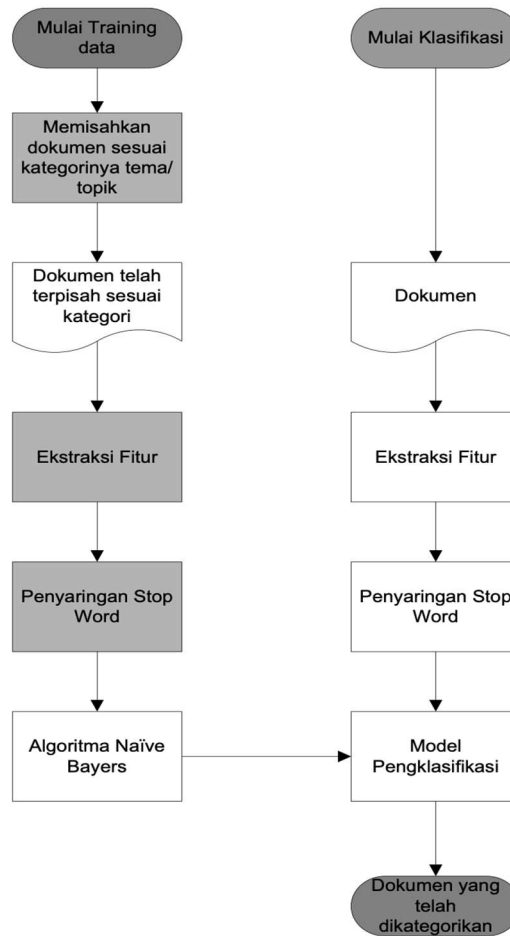 Mulai Training
data
Memisahkan
dokumen sesuai
kategorinya tema/
topik
Dokumen telah
terpisah sesuai
kategori
Ekstraksi Fitur
Penyaringan Stop
Word
Algoritma Naïve
Bayers
Mulai Klasifikasi
Dokumen
Ekstraksi Fitur
Penyaringan Stop
Word
Model
Pengklasifikasi
Dokumen yang
telah
dikategorikan